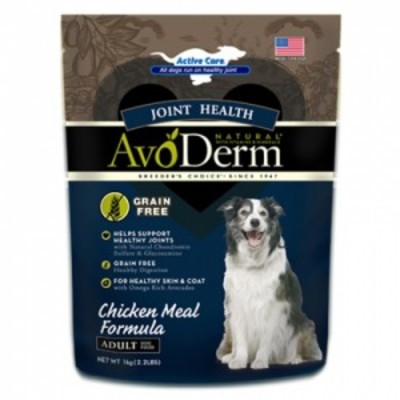 Active Care
All dogs run on healthy joint
JOINT HEALTH
NATURAL
AvoDerm
BREEDER'S CHOICE SINCE 1947
GRAIN
FREE
HELPS SUPPORT
HEALTHY JOINTS
with Natural Chondroitin
Sulfate & Glucosamine
GRAIN FREE
Healthy Digestion
FOR HEALTHY SKIN & COAT
with Omega Rich Avocados
Chicken Meal
Formula
ADULT DOG FOOD
NET WT 1kg (2.2LBS)